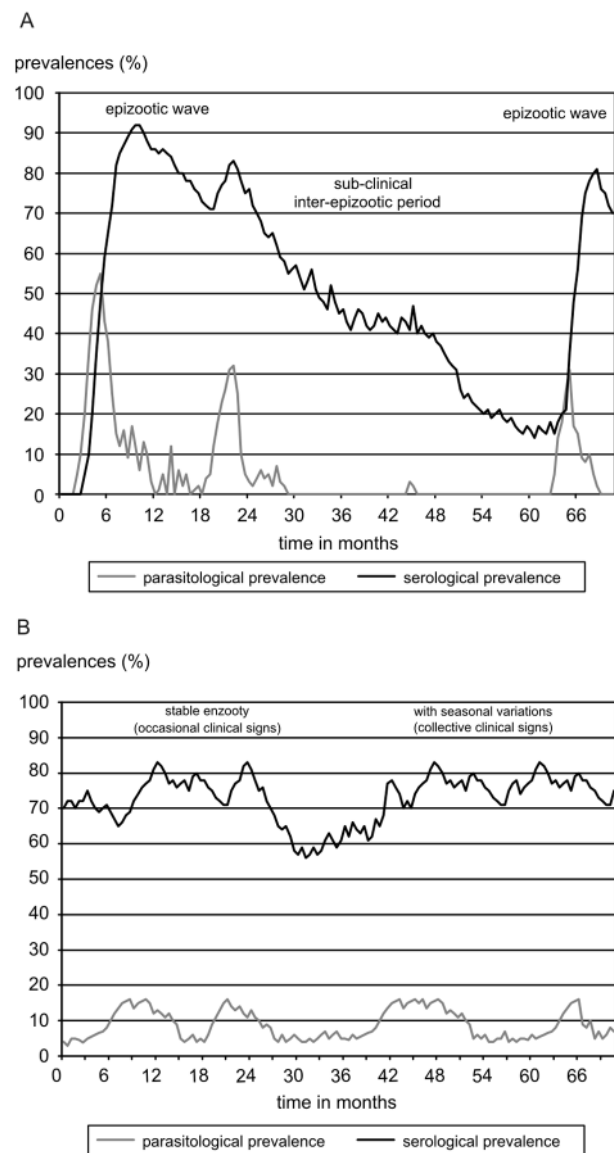 A
prevalences (%)
100
epizootic wave
epizootic wave
90
80
sub-clinical
inter-epizootic period
70
60
50
40
30
20
10
0
0 6 12 18 24 30 36 42 48 54 60 66
time in months
parasitological prevalence serological prevalence
B
prevalences (%)
100
stable enzooty with seasonal variations
(occasional clinical signs) (collective clinical signs)
90
80
70
60
50
40
30
20
10
0
0 6 12 18 24 30 36 42 48 54 60 66
time in months
parasitological prevalence serological prevalence